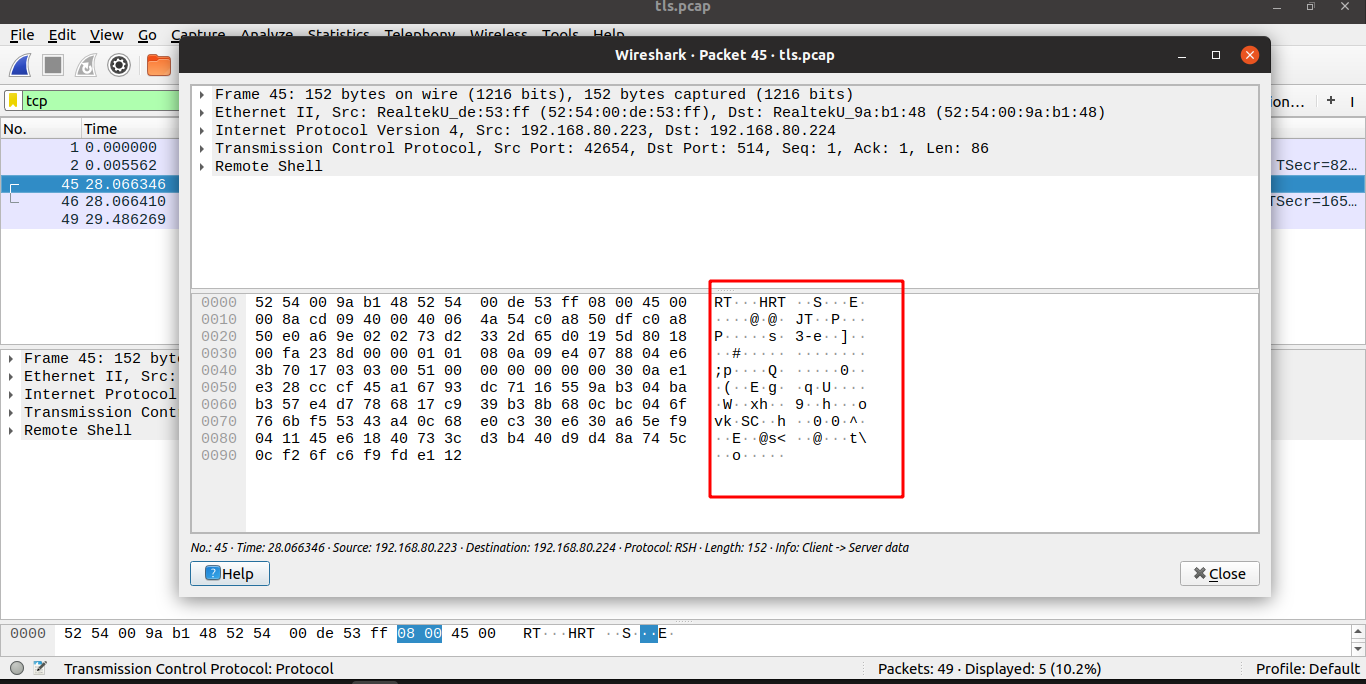 tls.pcap
File Edit View Go Capture Analyze Statistics Telephony Wireless Tools Help
Wireshark · Packet 45 · tls.pcap
tcp
ion… +
No. Time
1 0.000000
2 0.005562
TSecr=82…
45 28.066346
46 28.066410
TSecr=165…
49 29.486269
Frame 45: 152 bytes on wire (1216 bits), 152 bytes captured (1216 bits)
Ethernet II, Src: RealtekU_de:53:ff (52:54:00:de:53:ff), Dst: RealtekU_9a:b1:48 (52:54:00:9a:b1:48)
Internet Protocol Version 4, Src: 192.168.80.223, Dst: 192.168.80.224
Transmission Control Protocol, Src Port: 42654, Dst Port: 514, Seq: 1, Ack: 1, Len: 86
Remote Shell
0000 52 54 00 9a b1 48 52 54 00 de 53 ff 08 00 45 00 RT···HRT ··S···E·
0010 00 8a cd 09 40 00 40 06 4a 54 c0 a8 50 df c0 a8 ····@·@· JT··P···
0020 50 e0 a6 9e 02 02 73 d2 33 2d 65 d0 19 5d 80 18 P·····s· 3-e··]··
0030 00 fa 23 8d 00 00 01 01 08 0a 09 e4 07 88 04 e6 ··#····· ········
0040 3b 70 17 03 03 00 51 00 00 00 00 00 00 30 0a e1 ;p····Q· ·····0··
0050 e3 28 cc cf 45 a1 67 93 dc 71 16 55 9a b3 04 ba ·(··E·g· ·q·U····
0060 b3 57 e4 d7 78 68 17 c9 39 b3 8b 68 0c bc 04 6f ·W··xh·· 9··h···o
0070 76 6b f5 53 43 a4 0c 68 e0 c3 30 e6 30 a6 5e f9 vk·SC··h ··0·0·^·
0080 04 11 45 e6 18 40 73 3c d3 b4 40 d9 d4 8a 74 5c ··E··@s< ··@···t\
0090 0c f2 6f c6 f9 fd e1 12 ··o·····
Frame 45: 152 byt
Ethernet II, Src:
Internet Protocol
Transmission Cont
Remote Shell
No.: 45 · Time: 28.066346 · Source: 192.168.80.223 · Destination: 192.168.80.224 · Protocol: RSH · Length: 152 · Info: Client -> Server data
Help
Close
0000 52 54 00 9a b1 48 52 54 00 de 53 ff 08 00 45 00 RT···HRT ··S···E·
Transmission Control Protocol: Protocol
Packets: 49 · Displayed: 5 (10.2%)
Profile: Default